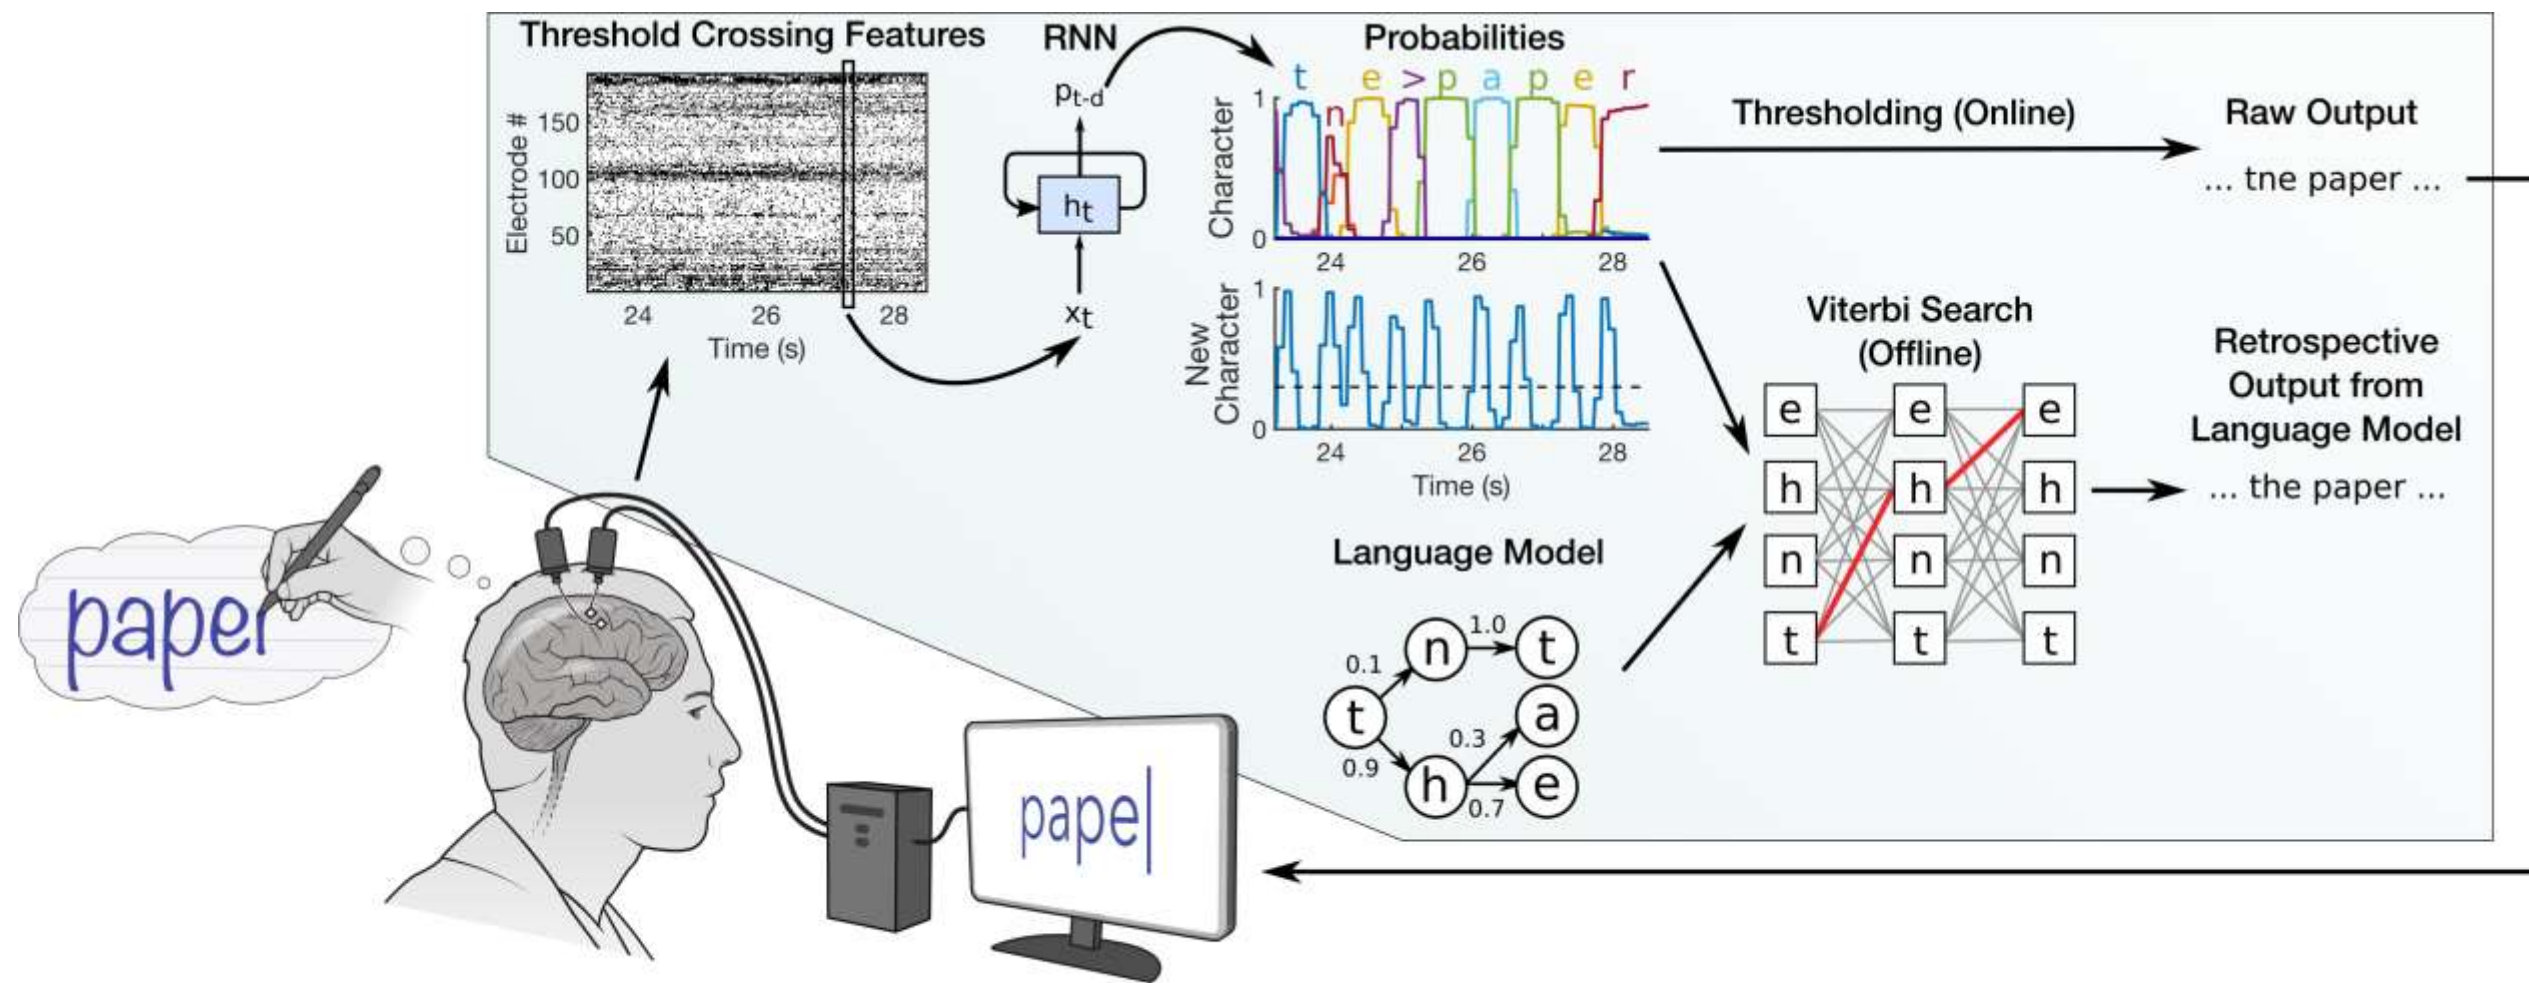 Threshold Crossing Features
Electrode #
150
100
50
24 26 28
Time (s)
RNN
pt-d
ht
xt
Probabilities
t e > p a p e r
n
Character
1
0
24 26 28
New
Character
1
0
24 26 28
Time (s)
Thresholding (Online)
Raw Output
... tne paper ...
Viterbi Search
(Offline)
e e e
h h h
n n n
t t t
Retrospective
Output from
Language Model
... the paper ...
Language Model
n 1.0 t
0.1
t a
0.3
0.9
h e
0.7
paper
pape|